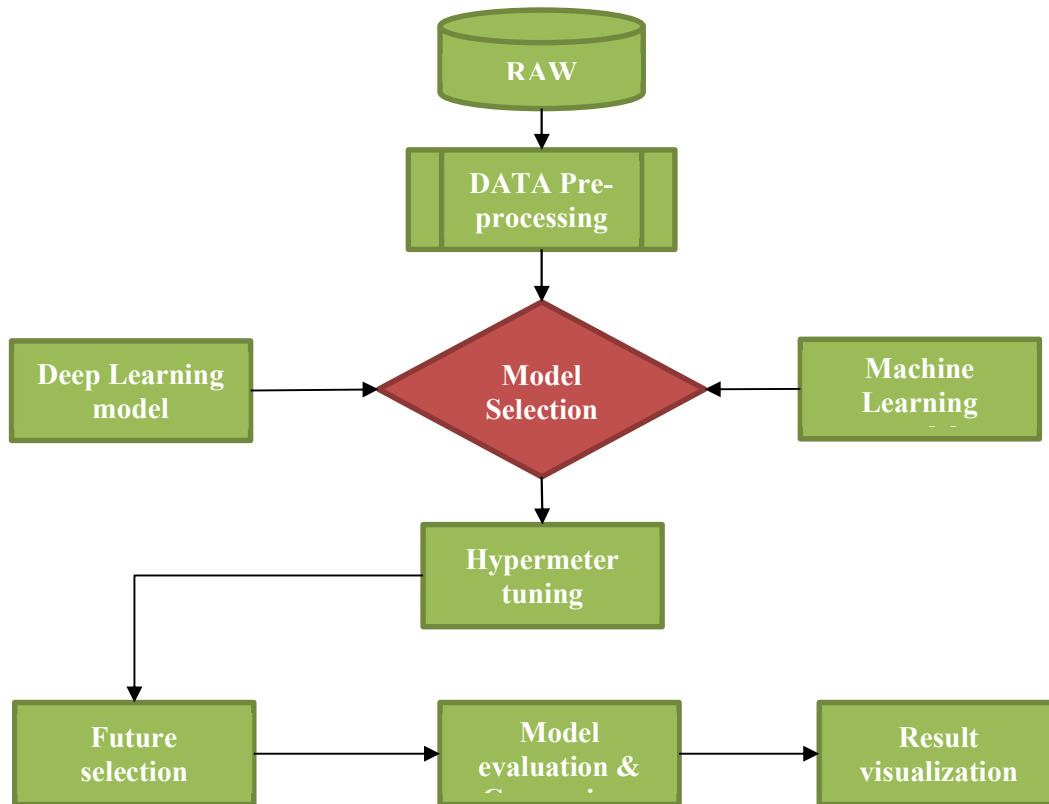 RAW
DATA Pre-
processing
Deep Learning
model
Model
Selection
Machine
Learning
Hypermeter
tuning
Future
selection
Model
evaluation &
Result
visualization